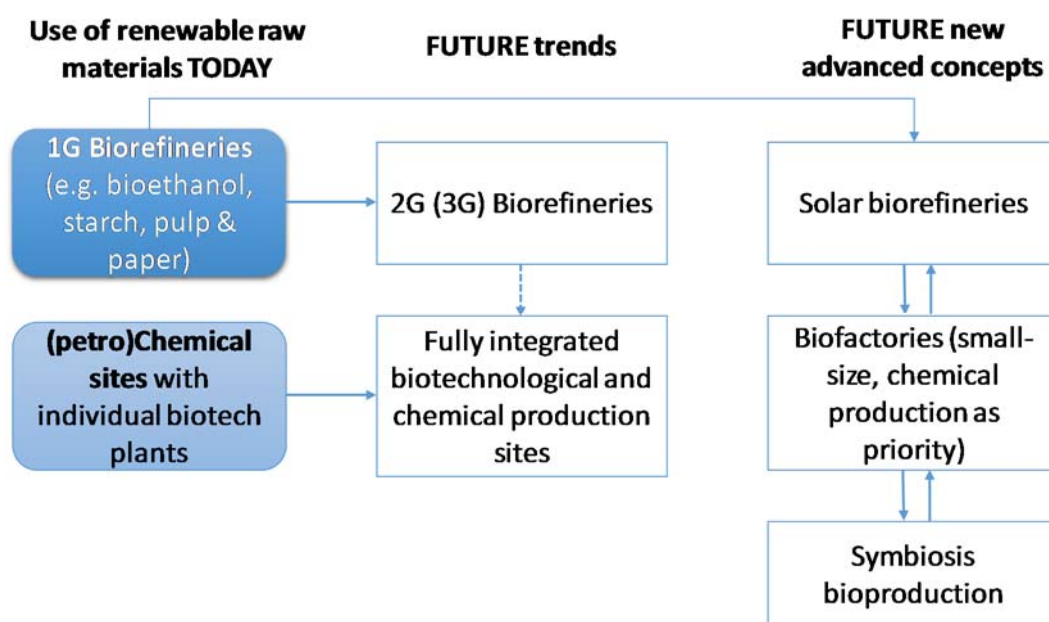 Use of renewable raw
materials TODAY
FUTURE trends
FUTURE new
advanced concepts
1G Biorefineries
(e.g. bioethanol,
starch, pulp &
paper)
2G (3G) Biorefineries
Solar biorefineries
(petro)Chemical
sites with
individual biotech
plants
Fully integrated
biotechnological and
chemical production
sites
Biofactories (small-
size, chemical
production as
priority)
Symbiosis
bioproduction